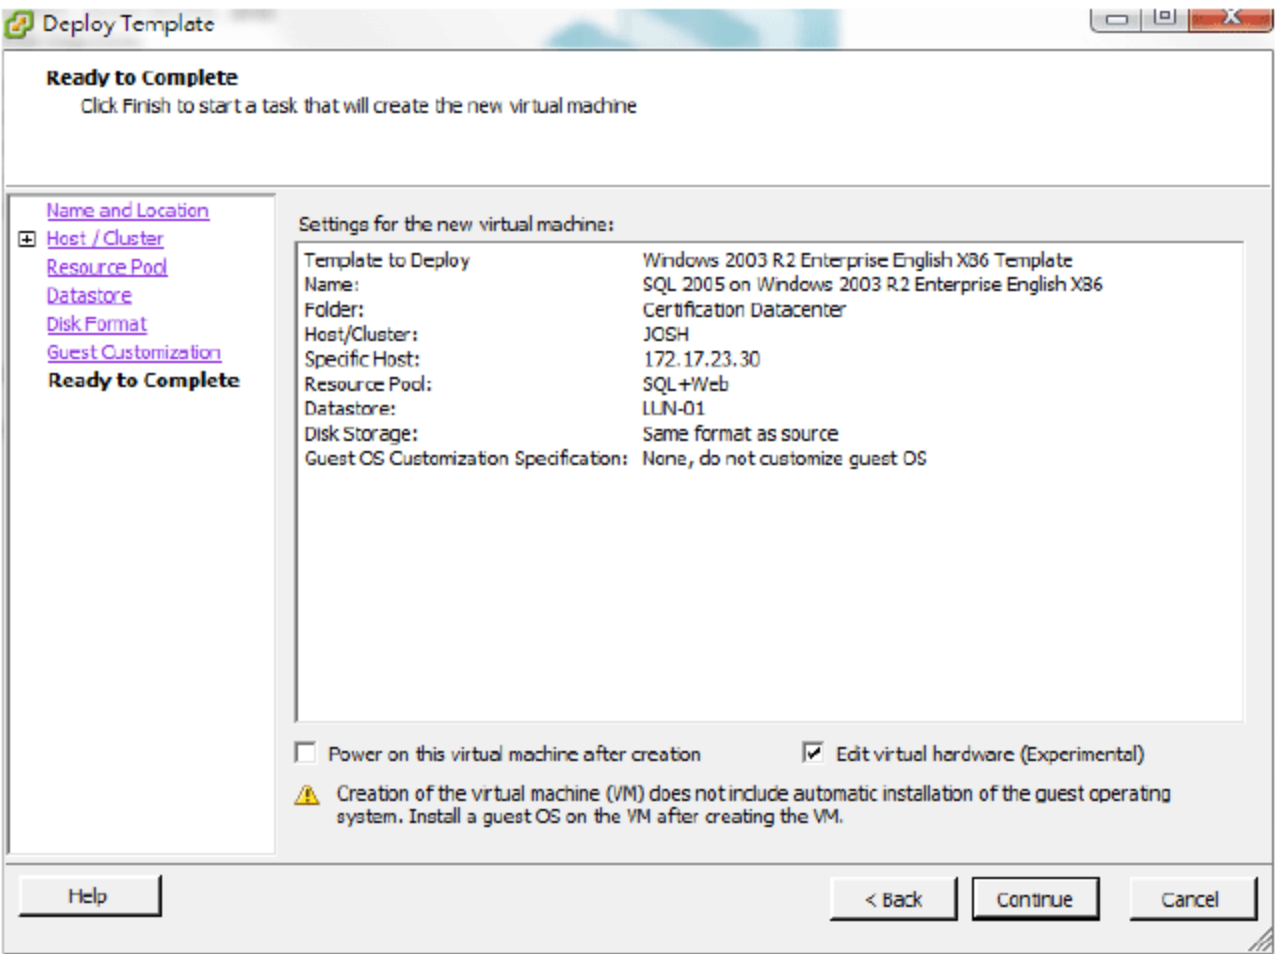 Deploy Template
Ready to Complete
Click Finish to start a task that will create the new virtual machine
Name and Location
Host / Cluster
Resource Pool
Datastore
Disk Format
Guest Customization
Ready to Complete
Settings for the new virtual machine:
Template to Deploy Windows 2003 R2 Enterprise English X86 Template
Name: SQL 2005 on Windows 2003 R2 Enterprise English X86
Folder: Certification Datacenter
Host/Cluster: JOSH
Specific Host: 172.17.23.30
Resource Pool: SQL+Web
Datastore: LUN-01
Disk Storage: Same format as source
Guest OS Customization Specification: None, do not customize guest OS
Power on this virtual machine after creation
Edit virtual hardware (Experimental)
Creation of the virtual machine (VM) does not include automatic installation of the guest operating
system. Install a guest OS on the VM after creating the VM.
Help
< Back
Continue
Cancel